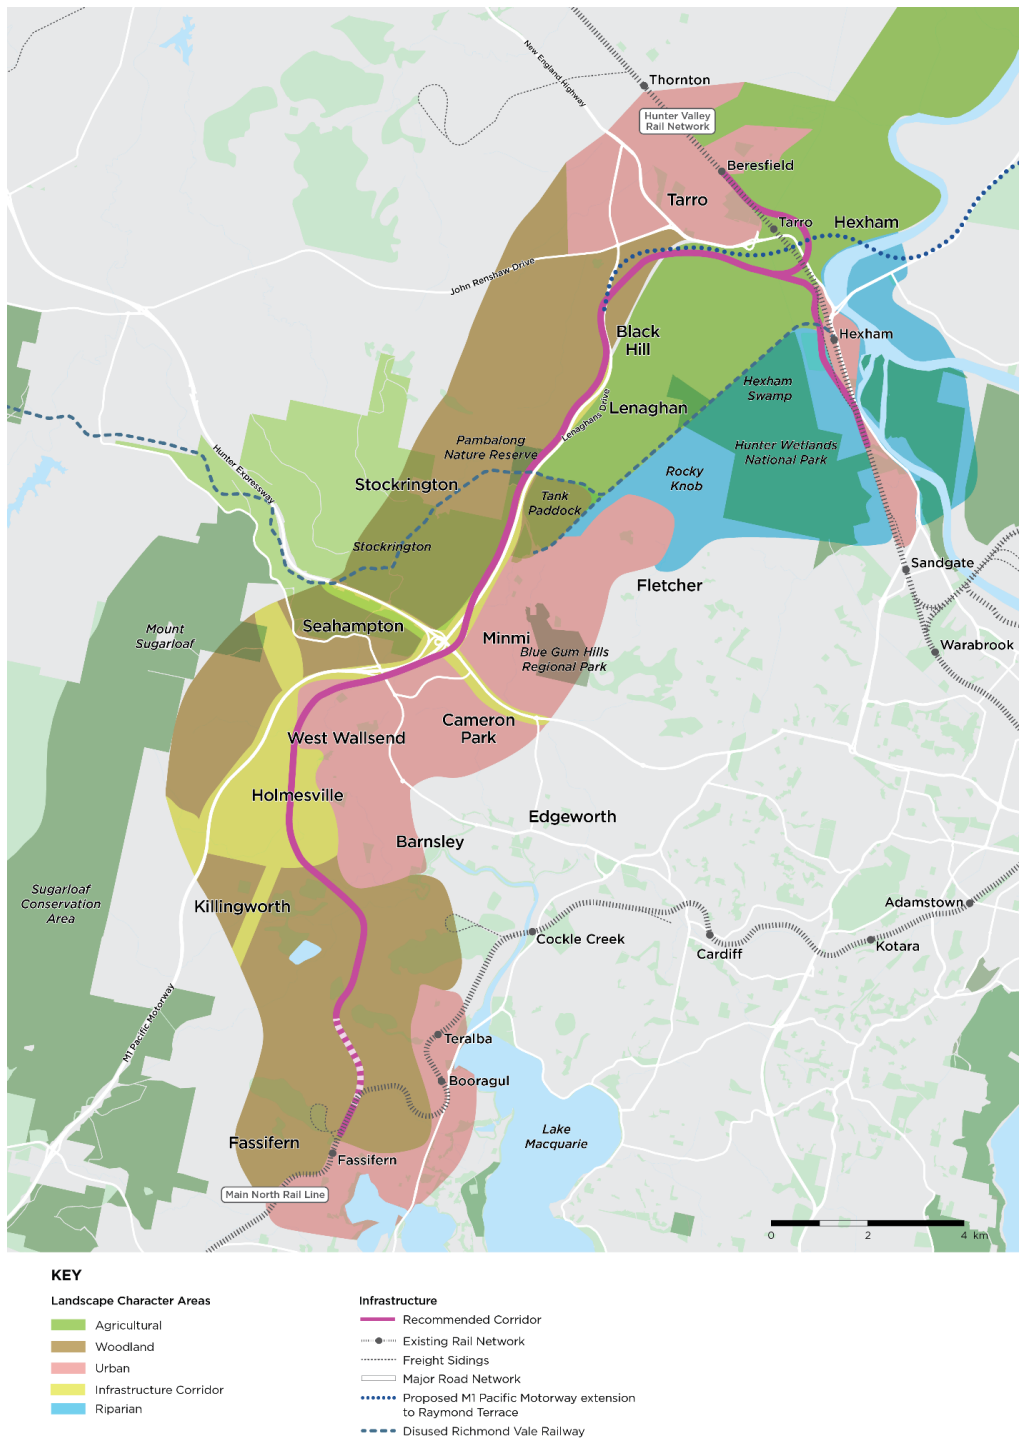 New England Highway
Thornton
Hunter Valley
Rail Network
Beresfield
Tarro
Tarro
Hexham
John Renshaw Drive
Black
Hill
Hexham
Hexham
Swamp
Lenaghan
Lenaghans Drive
Pambalong
Nature Reserve
Hunter Wetlands
National Park
Hunter Expressway
Stockrington
Rocky
Knob
Tank
Paddock
Stockrington
Sandgate
Fletcher
Seahampton
Minmi
Mount
Sugarloaf
Blue Gum Hills
Regional Park
Warabrook
Cameron
Park
West Wallsend
Holmesville
Edgeworth
Barnsley
Sugarloaf
Conservation
Area
Killingworth
Adamstown
Cockle Creek
Cardiff
Kotara
M1 Pacific Motorway
Teralba
Booragul
Lake
Macquarie
Fassifern
Fassifern
Main North Rail Line
0 2 4 km
KEY
Landscape Character Areas
Agricultural
Woodland
Urban
Infrastructure Corridor
Riparian
Infrastructure
Recommended Corridor
Existing Rail Network
Freight Sidings
Major Road Network
Proposed M1 Pacific Motorway extension
to Raymond Terrace
Disused Richmond Vale Railway